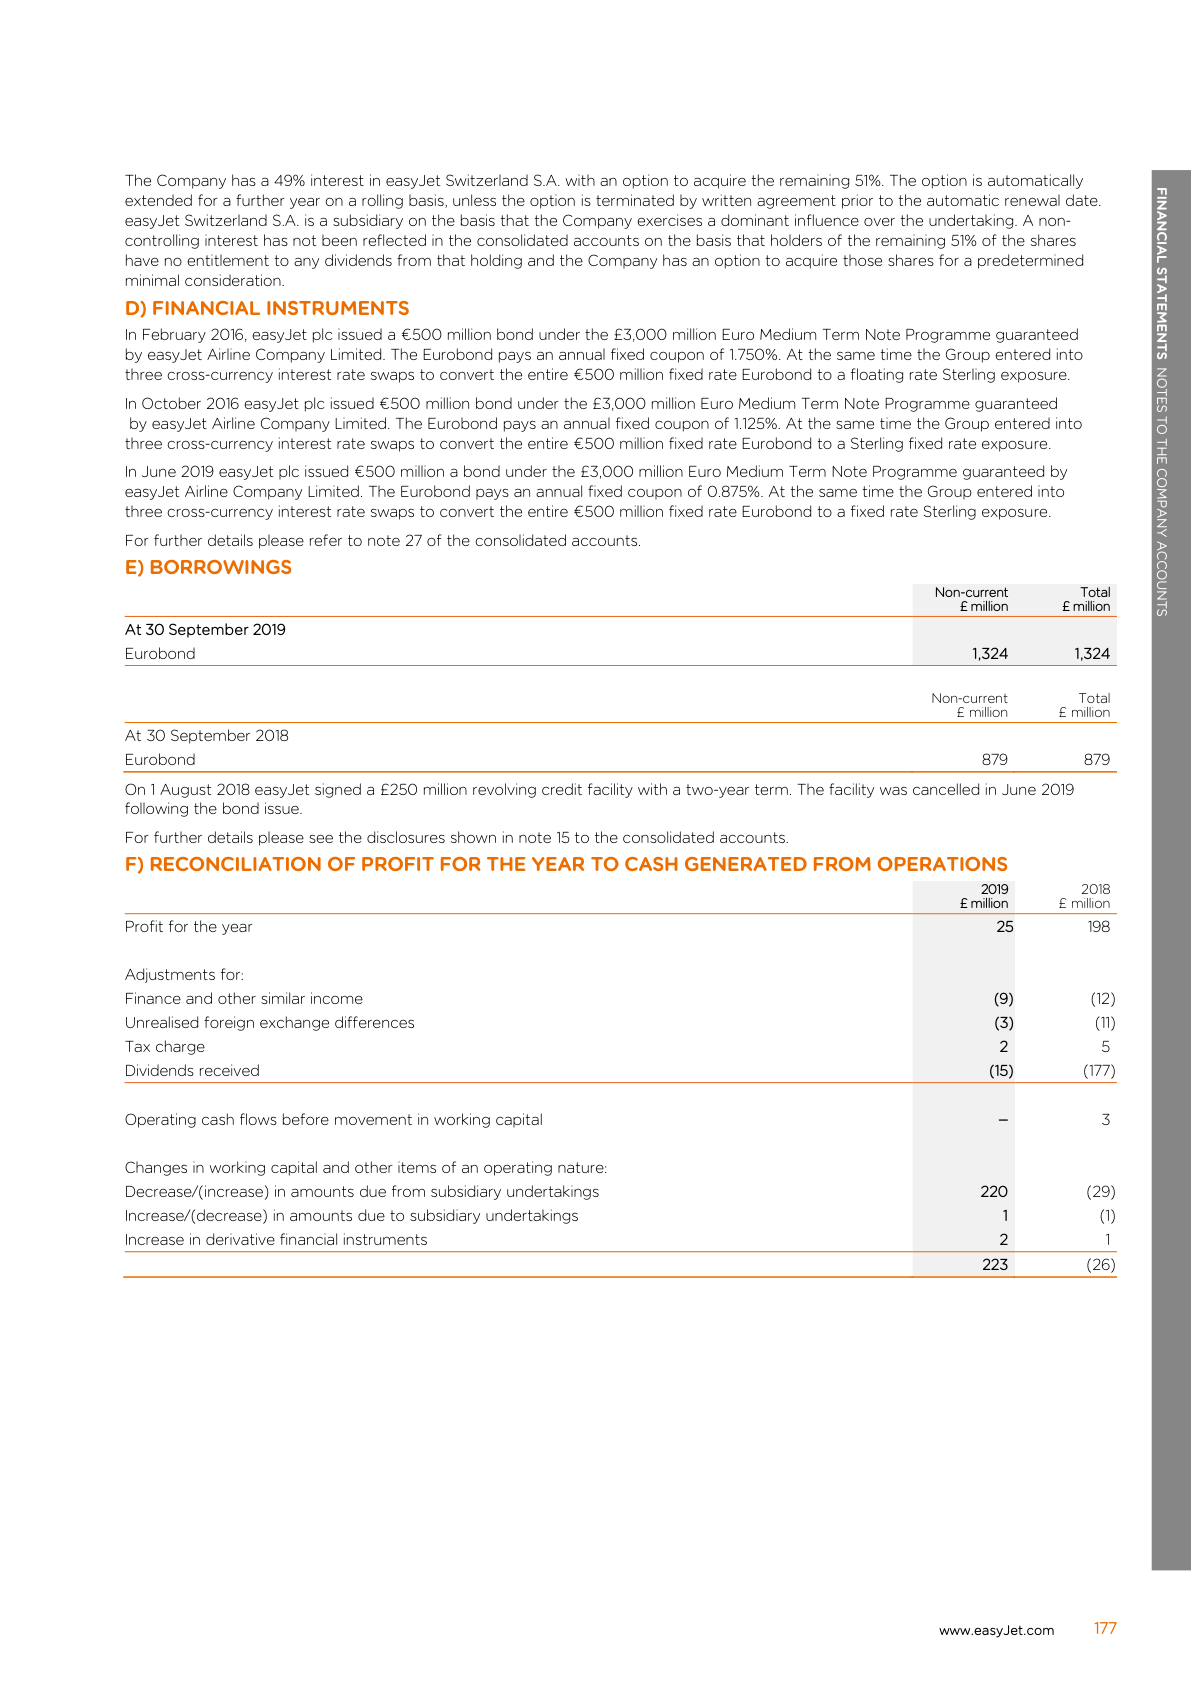 The Company has a 49% interest in easyJet Switzerland S.A. with an option to acquire the remaining 51%. The option is automatically
extended for a further year on a rolling basis, unless the option is terminated by written agreement prior to the automatic renewal date.
easyJet Switzerland S.A. is a subsidiary on the basis that the Company exercises a dominant influence over the undertaking. A non-
controlling interest has not been reflected in the consolidated accounts on the basis that holders of the remaining 51% of the shares
have no entitlement to any dividends from that holding and the Company has an option to acquire those shares for a predetermined
minimal consideration.
D) FINANCIAL INSTRUMENTS
In February 2016, easyJet plc issued a €500 million bond under the £3,000 million Euro Medium Term Note Programme guaranteed
by easyJet Airline Company Limited. The Eurobond pays an annual fixed coupon of 1.750%. At the same time the Group entered into
three cross-currency interest rate swaps to convert the entire €500 million fixed rate Eurobond to a floating rate Sterling exposure.
In October 2016 easyJet plc issued €500 million bond under the £3,000 million Euro Medium Term Note Programme guaranteed
by easyJet Airline Company Limited. The Eurobond pays an annual fixed coupon of 1.125%. At the same time the Group entered into
three cross-currency interest rate swaps to convert the entire €500 million fixed rate Eurobond to a Sterling fixed rate exposure.
In June 2019 easyJet plc issued €500 million a bond under the £3,000 million Euro Medium Term Note Programme guaranteed by
easyJet Airline Company Limited. The Eurobond pays an annual fixed coupon of 0.875%. At the same time the Group entered into
three cross-currency interest rate swaps to convert the entire €500 million fixed rate Eurobond to a fixed rate Sterling exposure.
For further details please refer to note 27 of the consolidated accounts.
E) BORROWINGS
Non-current Total
£ million £ million
At 30 September 2019
Eurobond 1,324 1,324
Non-current Total
£ million £ million
At 30 September 2018
Eurobond 879 879
On 1 August 2018 easyJet signed a £250 million revolving credit facility with a two-year term. The facility was cancelled in June 2019
following the bond issue.
For further details please see the disclosures shown in note 15 to the consolidated accounts.
F) RECONCILIATION OF PROFIT FOR THE YEAR TO CASH GENERATED FROM OPERATIONS
2019 2018
£ million £ million
Profit for the year 25 198
Adjustments for:
Finance and other similar income (9) (12)
Unrealised foreign exchange differences (3) (11)
Tax charge 2 5
Dividends received (15) (177)
Operating cash flows before movement in working capital – 3
Changes in working capital and other items of an operating nature:
Decrease/(increase) in amounts due from subsidiary undertakings 220 (29)
Increase/(decrease) in amounts due to subsidiary undertakings 1 (1)
Increase in derivative financial instruments 2 1
223 (26)
FINANCIAL STATEMENTS NOTES TO THE COMPANY ACCOUNTS
www.easyJet.com 177